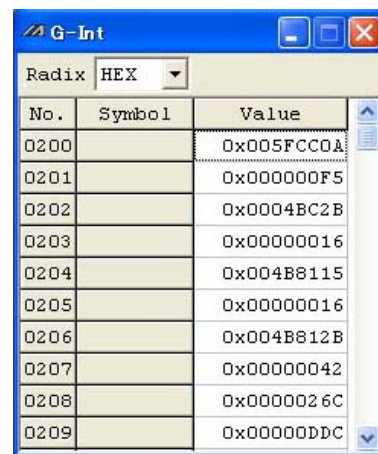 G-Int
Radix HEX
No. Symbol Value
0200 0x005FCC0A
0201 0x000000F5
0202 0x0004BC2B
0203 0x00000016
0204 0x004B8115
0205 0x00000016
0206 0x004B812B
0207 0x00000042
0208 0x0000026C
0209 0x00000DDC